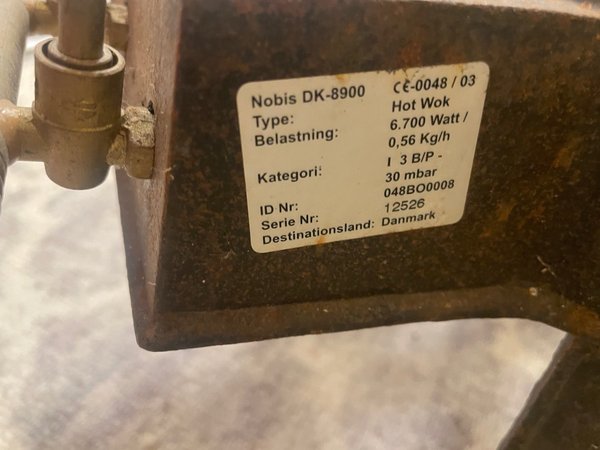 Nobis DK-8900 CE-0048 / 03
Type: Hot Wok
Belastning: 6.700 Watt /
0,56 Kg/h
Kategori: I 3 B/P -
30 mbar
ID Nr: 048BO0008
Serie Nr: 12526
Destinationsland: Danmark